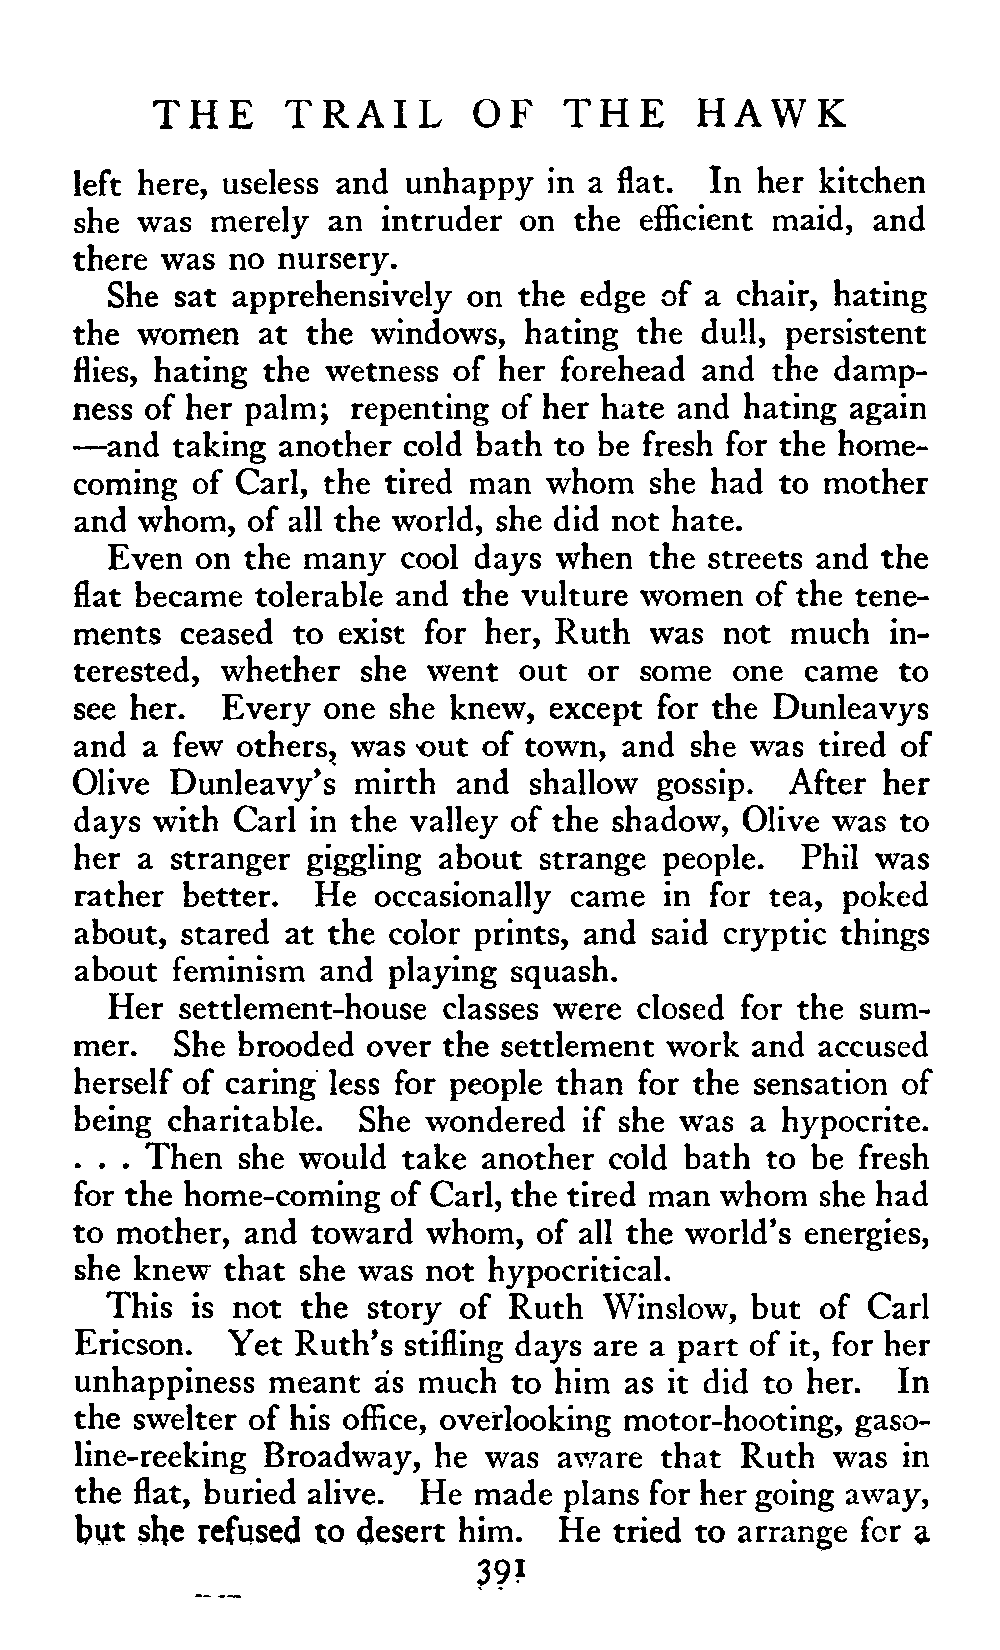 THE TRAIL OF THE HAWK
left here, useless and unhappy in a flat. In her kitchen
she was merely an intruder on the efficient maid, and
there was no nursery.
She sat apprehensively on the edge of a chair, hating
the women at the windows, hating the dull, persistent
flies, hating the wetness of her forehead and the damp-
ness of her palm; repenting of her hate and hating again
—and taking another cold bath to be fresh for the home-
coming of Carl, the tired man whom she had to mother
and whom, of all the world, she did not hate.
Even on the many cool days when the streets and the
flat became tolerable and the vulture women of the tene-
ments ceased to exist for her, Ruth was not much in-
terested, whether she went out or some one came to
see her. Every one she knew, except for the Dunleavys
and a few others, was out of town, and she was tired of
Olive Dunleavy's mirth and shallow gossip. After her
days with Carl in the valley of the shadow, Olive was to
her a stranger giggling about strange people. Phil was
rather better. He occasionally came in for tea, poked
about, stared at the color prints, and said cryptic things
about feminism and playing squash.
Her settlement-house classes were closed for the sum-
mer. She brooded over the settlement work and accused
herself of caring less for people than for the sensation of
being charitable. She wondered if she was a hypocrite.
. . . Then she would take another cold bath to be fresh
for the home-coming of Carl, the tired man whom she had
to mother, and toward whom, of all the world's energies,
she knew that she was not hypocritical.
This is not the story of Ruth Winslow, but of Carl
Ericson. Yet Ruth's stifling days are a part of it, for her
unhappiness meant as much to him as it did to her. In
the swelter of his office, overlooking motor-hooting, gaso-
line-reeking Broadway, he was aware that Ruth was in
the flat, buried alive. He made plans for her going away,
but she refused to desert him. He tried to arrange for a
391